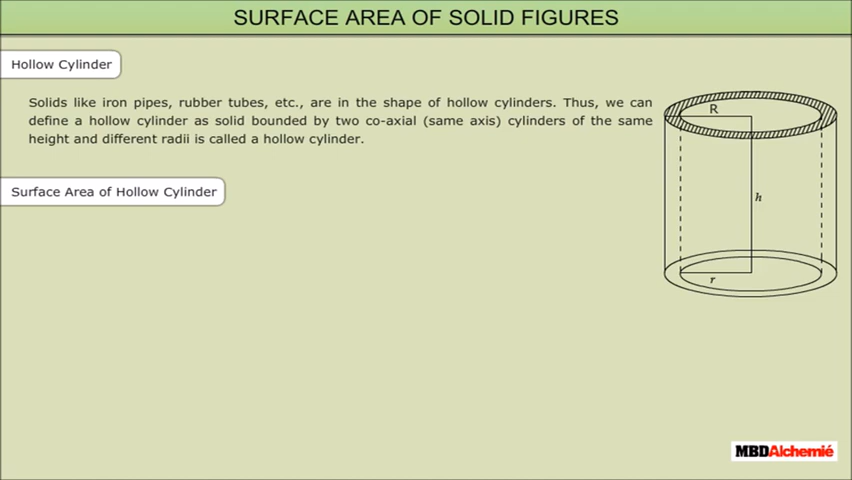 SURFACE AREA OF SOLID FIGURES
Hollow Cylinder
Solids like iron pipes, rubber tubes, etc., are in the shape of hollow cylinders. Thus, we can
define a hollow cylinder as solid bounded by two co-axial (same axis) cylinders of the same
height and different radii is called a hollow cylinder.
Surface Area of Hollow Cylinder
R
h
r
MBDAlchemié